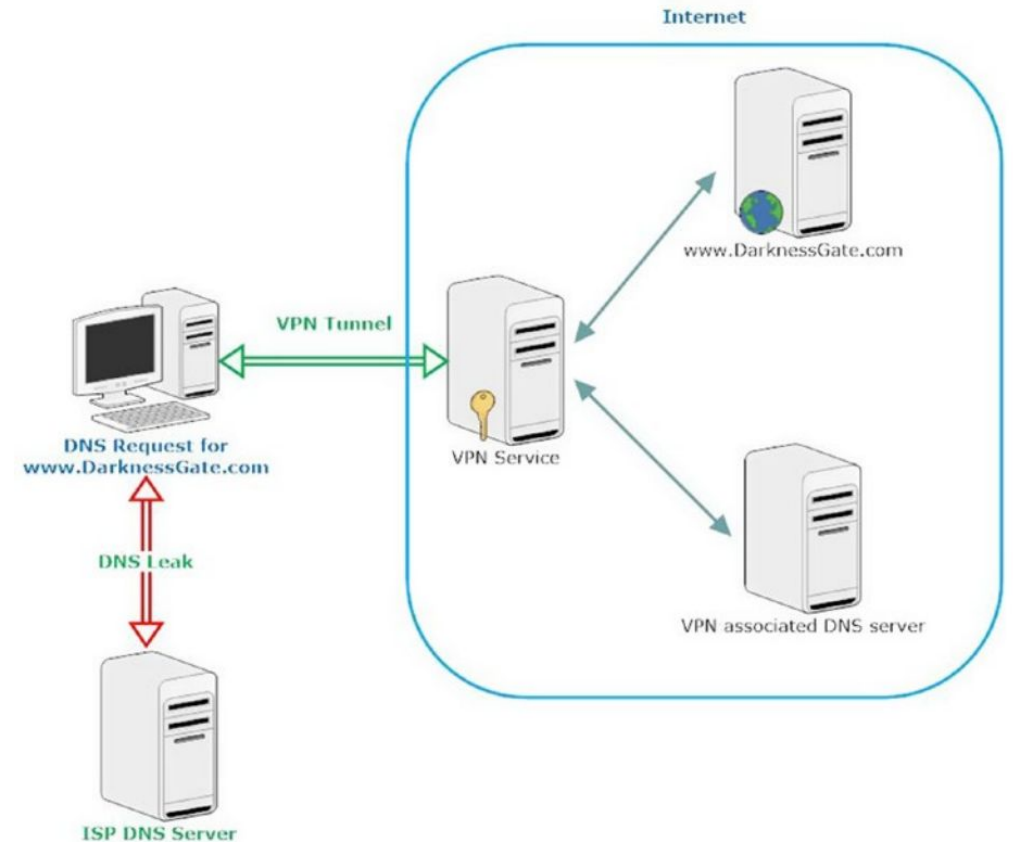 Internet
www.DarknessGate.com
VPN Tunnel
VPN Service
DNS Request for
www.DarknessGate.com
DNS Leak
VPN associated DNS server
ISP DNS Server